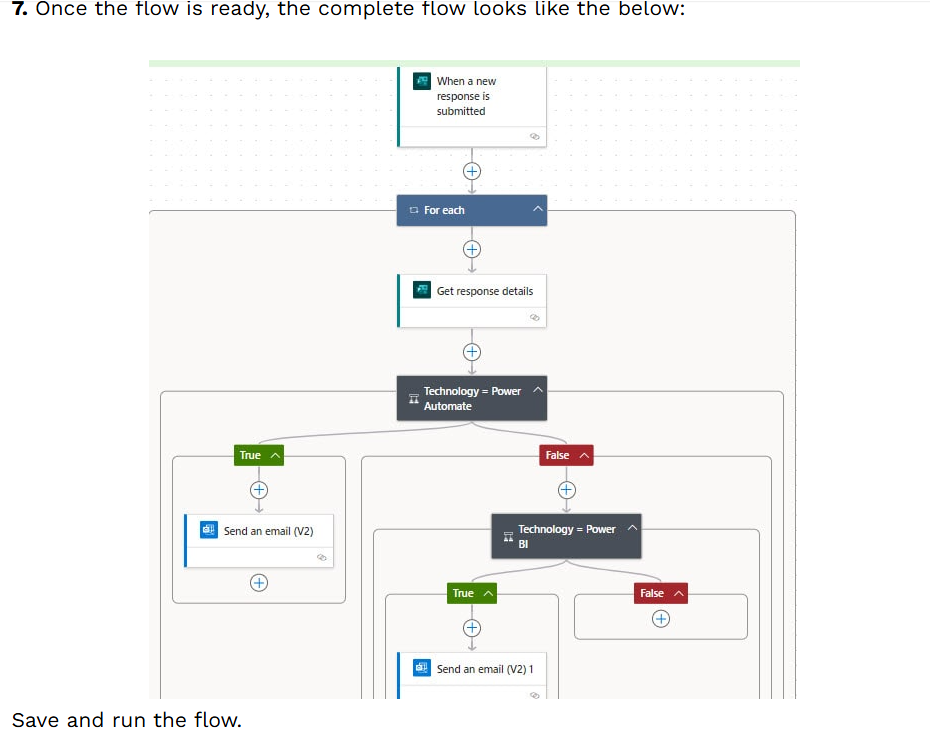 7. Once the flow is ready, the complete flow looks like the below:
When a new
response is
submitted
For each
Get response details
Technology = Power
Automate
True
False
Send an email (V2)
Technology = Power
BI
True
False
Send an email (V2) 1
Save and run the flow.